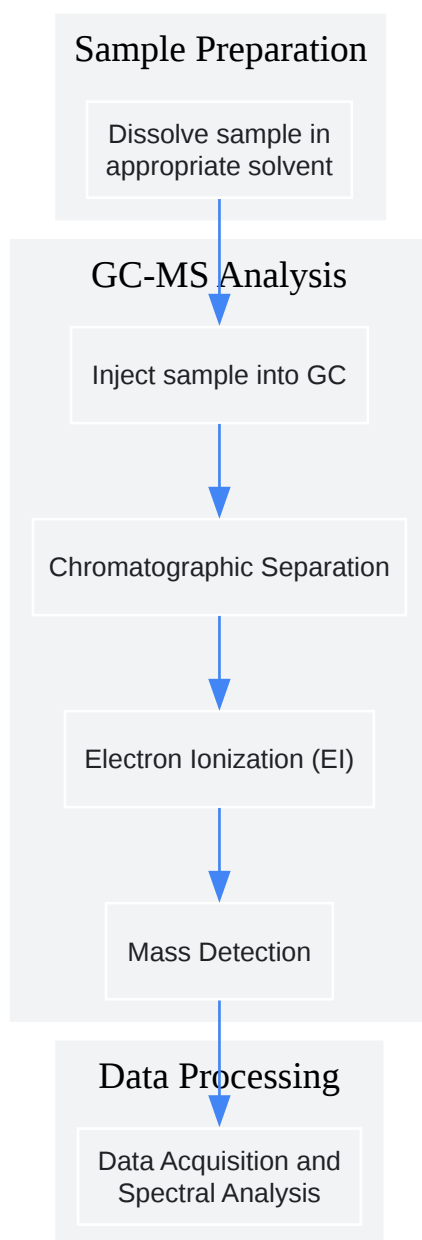 Sample Preparation
Dissolve sample in
appropriate solvent
GC-MS Analysis
Inject sample into GC
Chromatographic Separation
Electron Ionization (EI)
Mass Detection
Data Processing
Data Acquisition and
Spectral Analysis